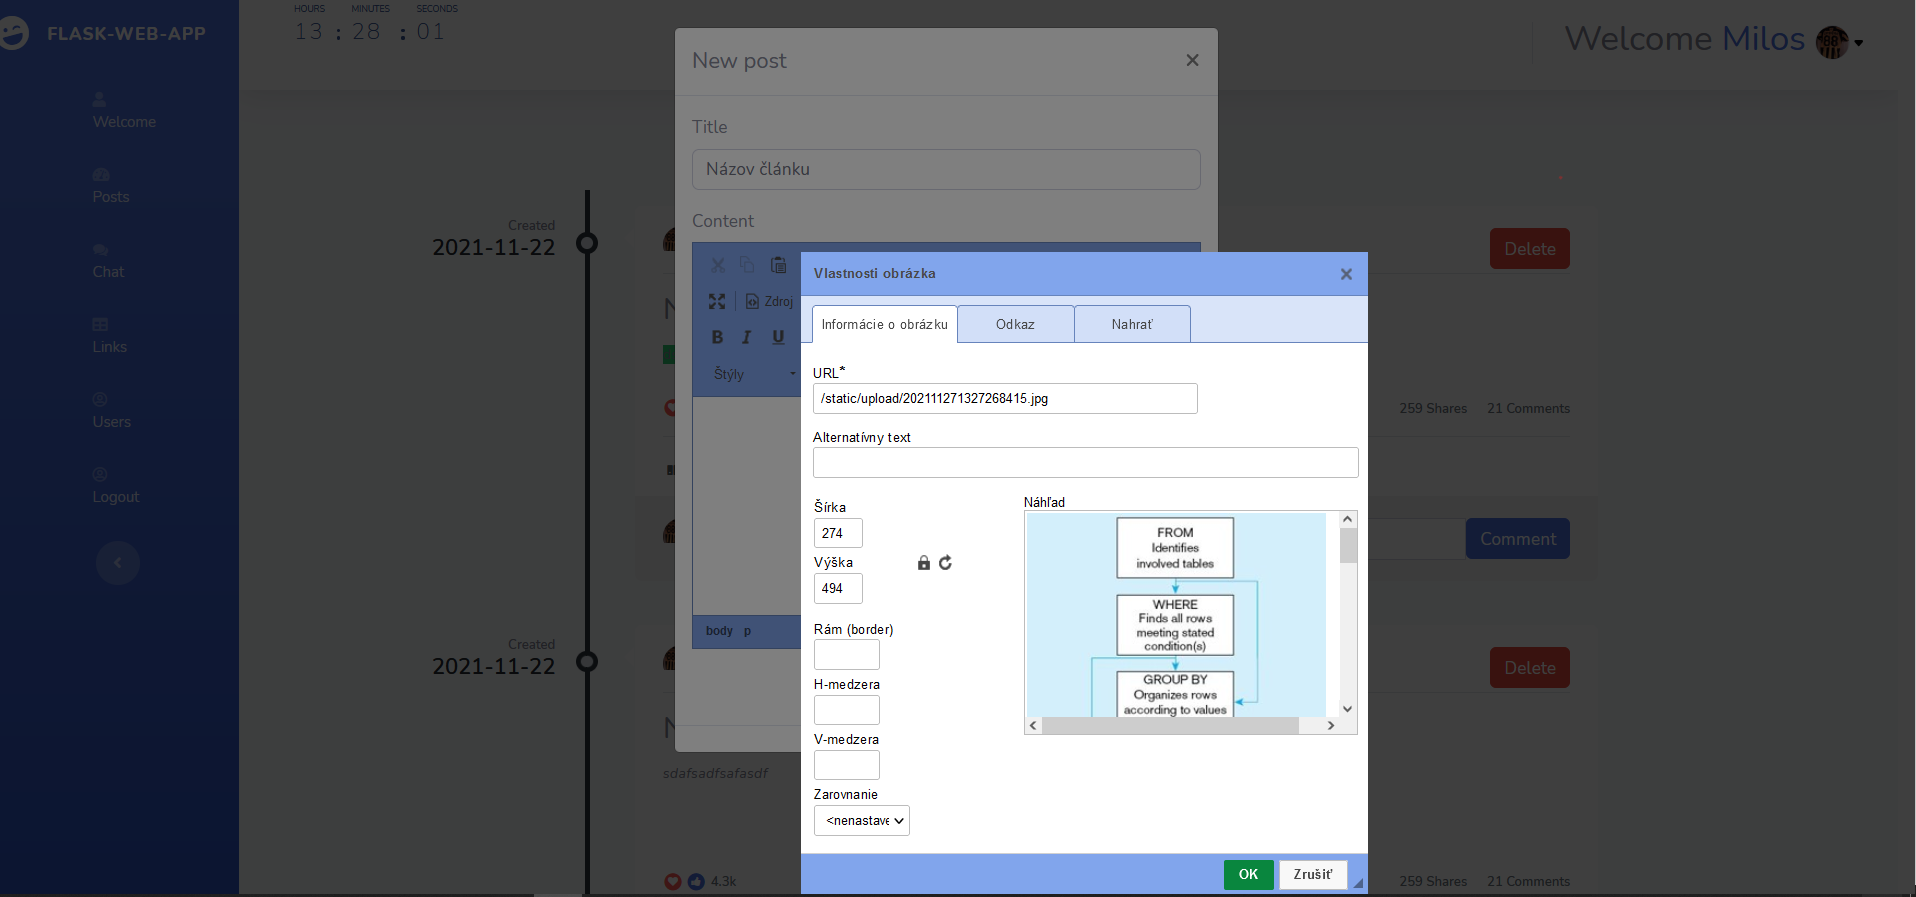 FLASK-WEB-APP
HOURS MINUTES SECONDS
13 : 28 : 01
Welcome Milos
Welcome
Posts
Chat
Links
Users
Logout
New post
×
Title
Názov článku
Content
Zdroj
B I U
Štýly
body p
Created
2021-11-22
Delete
259 Shares 21 Comments
Comment
Created
2021-11-22
Delete
sdafsadfsafasdf
4.3k
259 Shares 21 Comments
Vlastnosti obrázka
Informácie o obrázku Odkaz Nahrať
URL*
/static/upload/202111271327268415.jpg
Alternatívny text
Šírka
274
Výška
494
Rám (border)
H-medzera
V-medzera
Zarovnanie
<nenastave
Náhľad
FROM
Identifies
involved tables
WHERE
Finds all rows
meeting stated
condition(s)
GROUP BY
Organizes rows
according to values
OK Zrušiť